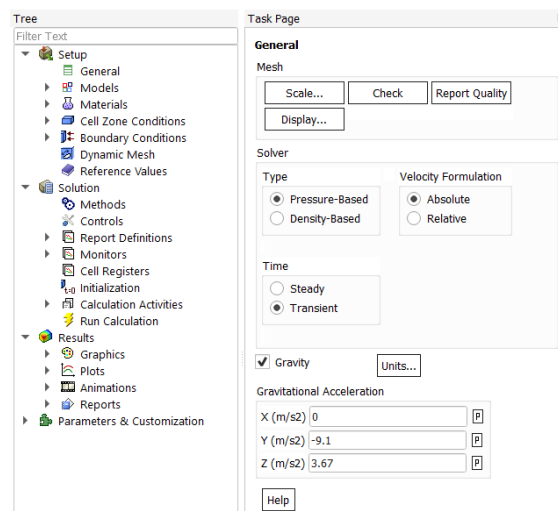 Tree
Filter Text
Setup
General
Models
Materials
Cell Zone Conditions
Boundary Conditions
Dynamic Mesh
Reference Values
Solution
Methods
Controls
Report Definitions
Monitors
Cell Registers
t=0 Initialization
Calculation Activities
Run Calculation
Results
Graphics
Plots
Animations
Reports
Parameters & Customization
Task Page
General
Mesh
Scale... Check Report Quality
Display...
Solver
Type Velocity Formulation
Pressure-Based Absolute
Density-Based Relative
Time
Steady
Transient
Gravity Units...
Gravitational Acceleration
X (m/s2) 0 P
Y (m/s2) -9.1 P
Z (m/s2) 3.67 P
Help